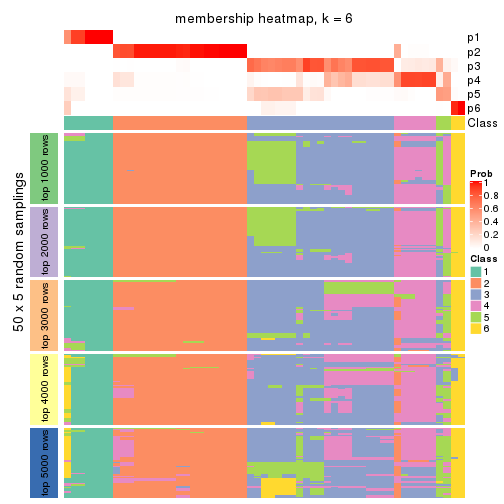 membership heatmap, k = 6
p1
p2
p3
p4
p5
p6
Class
50 x 5 random samplings
top 1000 rows
top 2000 rows
top 3000 rows
top 4000 rows
top 5000 rows
Prob
1
0.8
0.6
0.4
0.2
0
Class
1
2
3
4
5
6